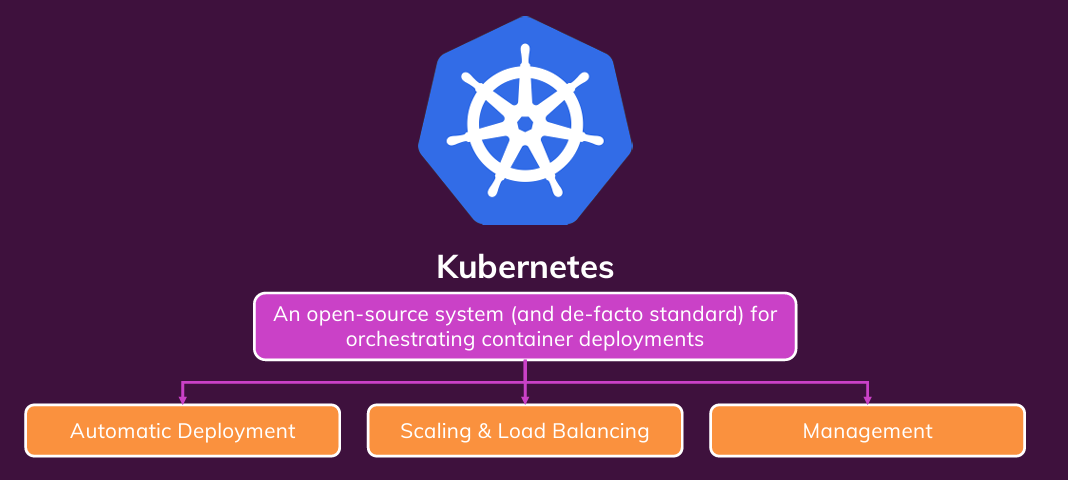 Kubernetes
An open-source system (and de-facto standard) for
orchestrating container deployments
Automatic Deployment
Scaling & Load Balancing
Management